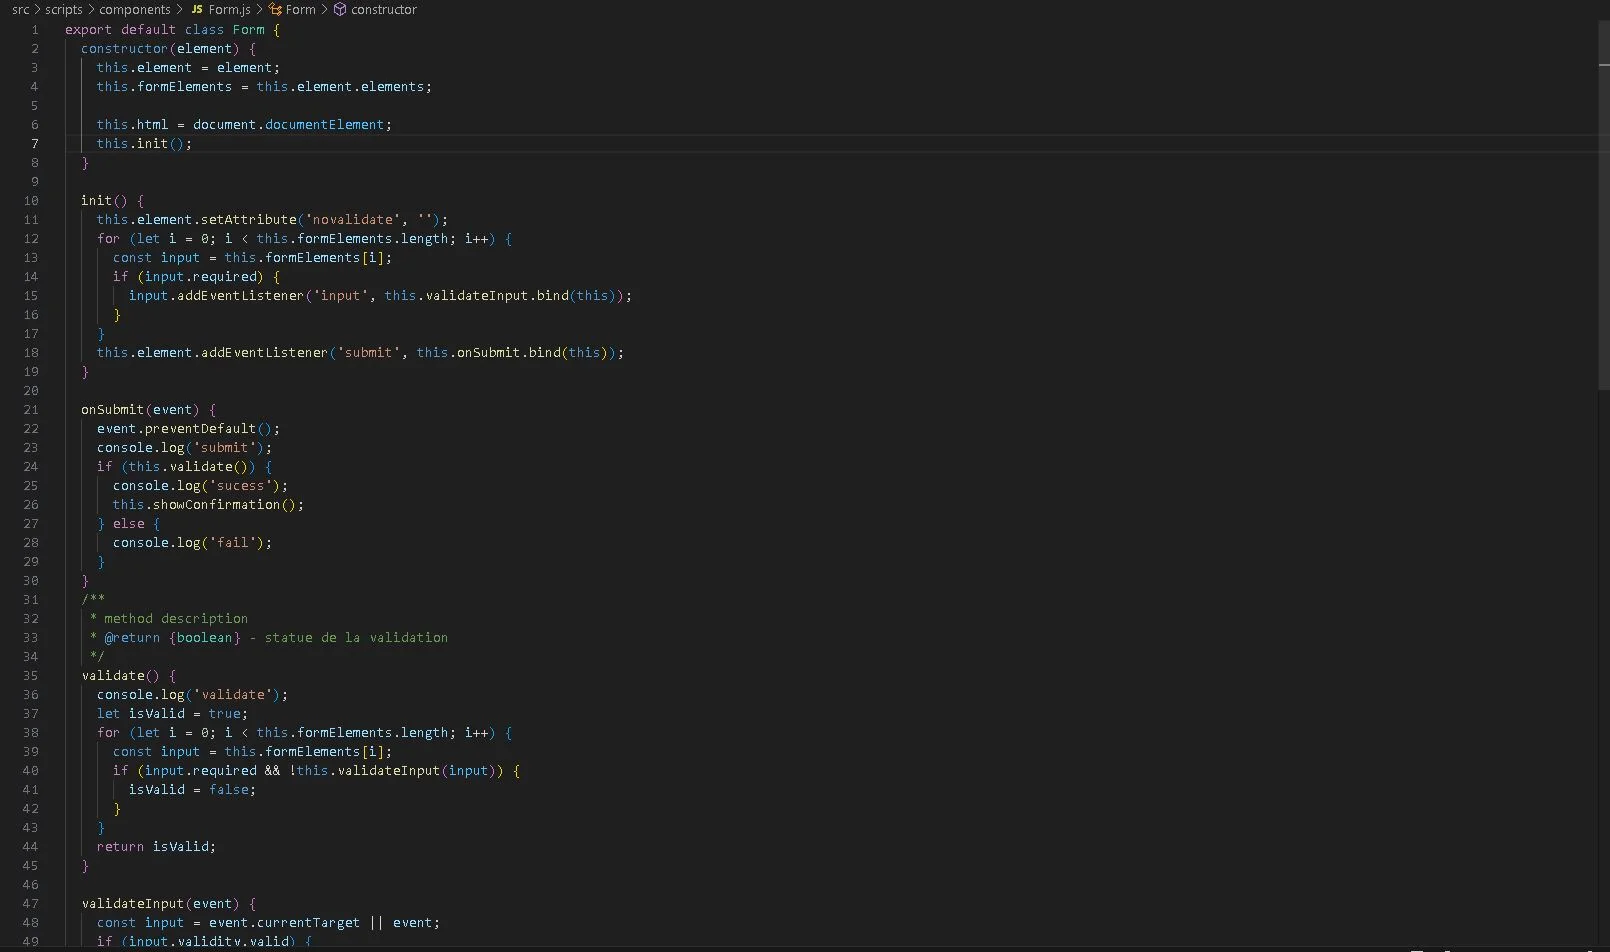 src > scripts > components > JS Form.js > Form > constructor
1 export default class Form {
2 constructor(element) {
3 this.element = element;
4 this.formElements = this.element.elements;
5
6 this.html = document.documentElement;
7 this.init();
8 }
9
10 init() {
11 this.element.setAttribute('novalidate', '');
12 for (let i = 0; i < this.formElements.length; i++) {
13 const input = this.formElements[i];
14 if (input.required) {
15 input.addEventListener('input', this.validateInput.bind(this));
16 }
17 }
18 this.element.addEventListener('submit', this.onSubmit.bind(this));
19 }
20
21 onSubmit(event) {
22 event.preventDefault();
23 console.log('submit');
24 if (this.validate()) {
25 console.log('sucess');
26 this.showConfirmation();
27 } else {
28 console.log('fail');
29 }
30 }
31 /**
32 * method description
33 * @return {boolean} - statue de la validation
34 */
35 validate() {
36 console.log('validate');
37 let isValid = true;
38 for (let i = 0; i < this.formElements.length; i++) {
39 const input = this.formElements[i];
40 if (input.required && !this.validateInput(input)) {
41 isValid = false;
42 }
43 }
44 return isValid;
45 }
46
47 validateInput(event) {
48 const input = event.currentTarget || event;
49 if (input.validity.valid) {